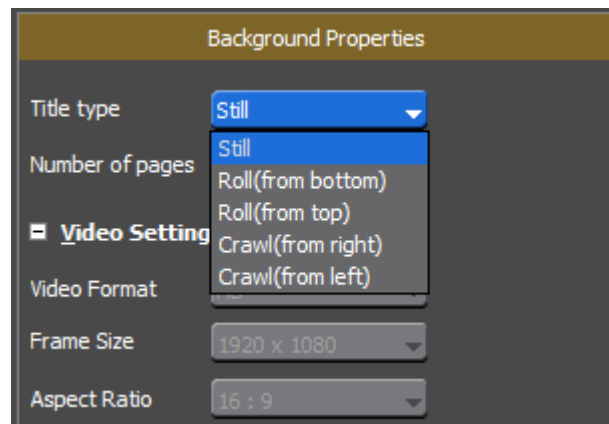 Background Properties
Title type
Still
Still
Number of pages
Roll(from bottom)
Roll(from top)
Video Setting
Crawl(from right)
Crawl(from left)
Video Format
Frame Size
1920 x 1080
Aspect Ratio
16 : 9